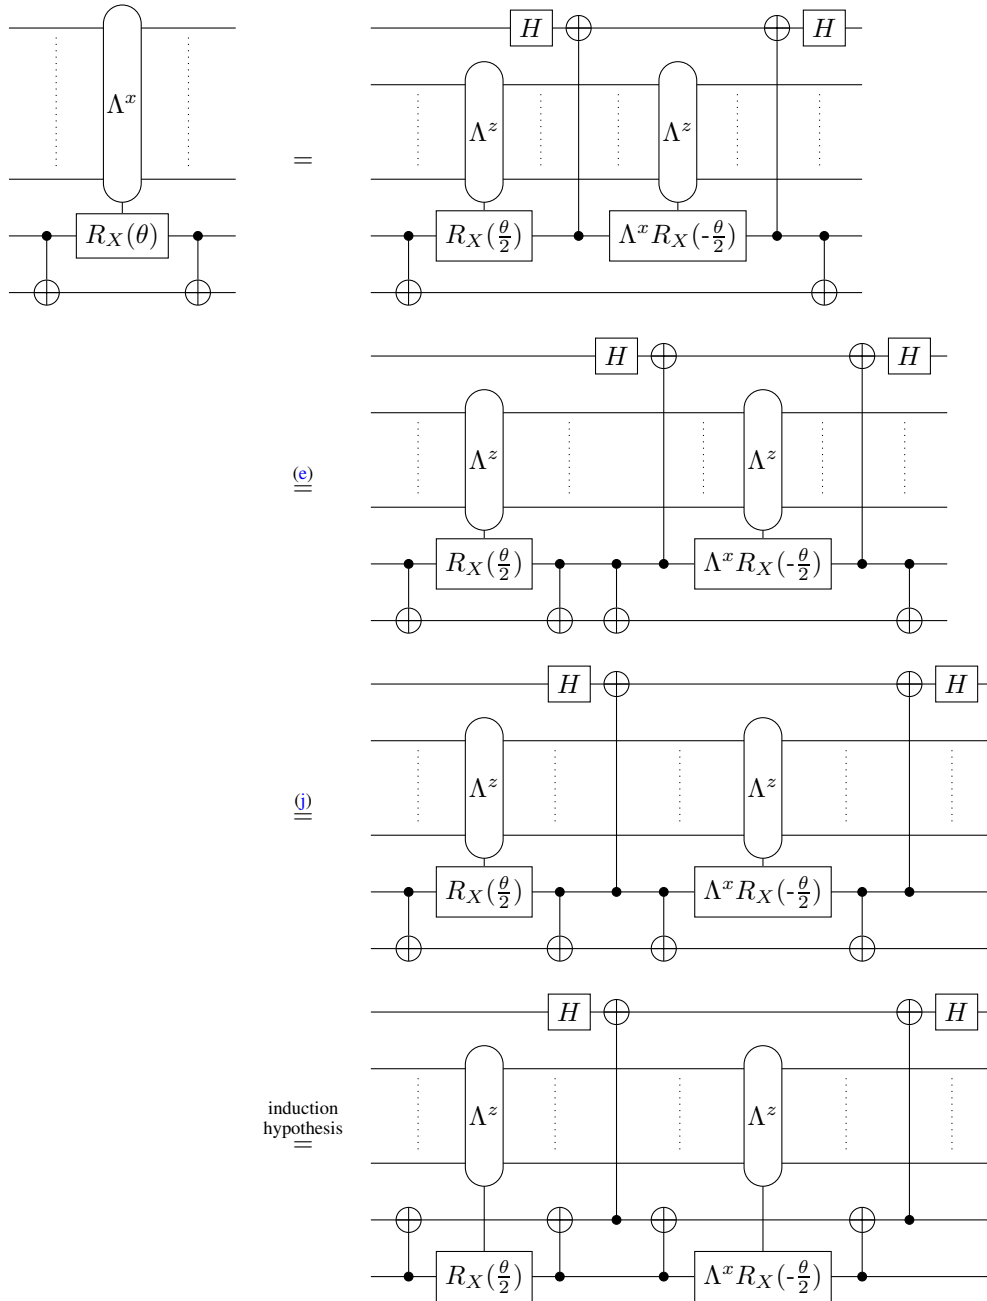 Λ^x
R_X(θ)
=
H H
Λ^z Λ^z
R_X(θ/2) Λ^x R_X(-θ/2)
(e)
=
H H
Λ^z Λ^z
R_X(θ/2) Λ^x R_X(-θ/2)
(j)
=
H H
Λ^z Λ^z
R_X(θ/2) Λ^x R_X(-θ/2)
induction
hypothesis
=
H H
Λ^z Λ^z
R_X(θ/2) Λ^x R_X(-θ/2)